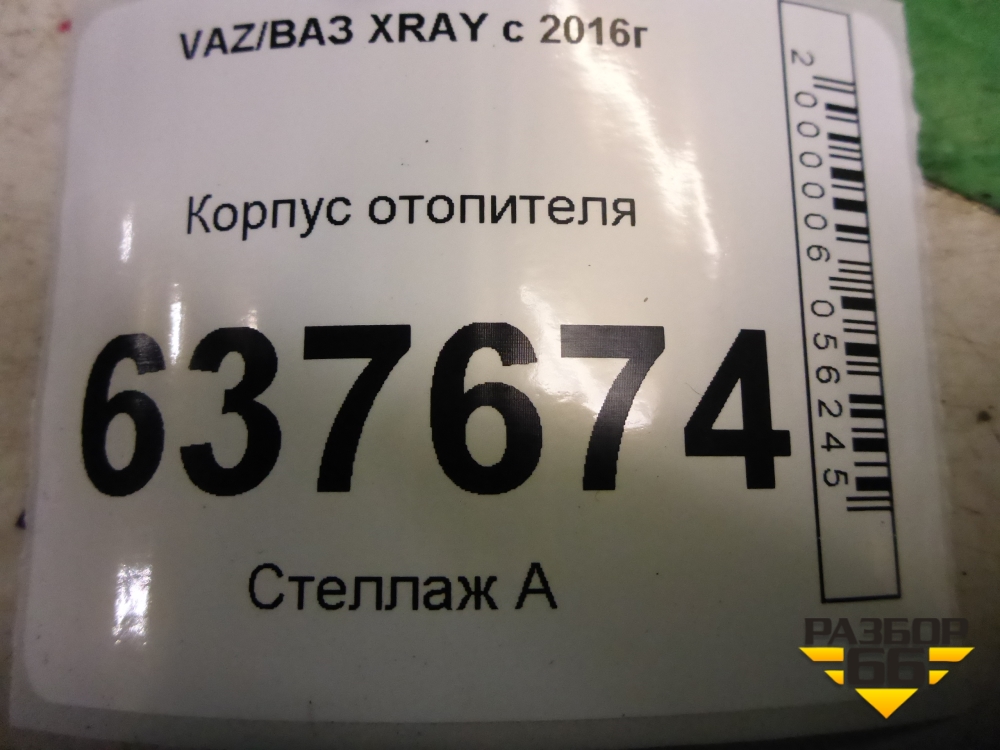 VAZ/ВАЗ XRAY с 2016г
Корпус отопителя
637674
Стеллаж А
2000006056245
РАЗБОР
66